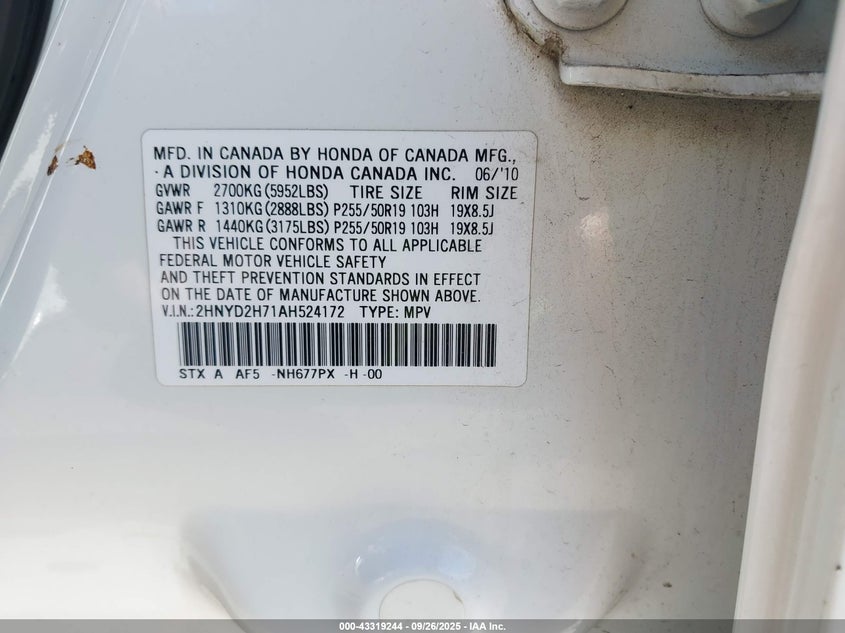 MFD. IN CANADA BY HONDA OF CANADA MFG.,
- A DIVISION OF HONDA CANADA INC. 06/'10
GVWR 2700KG(5952LBS) TIRE SIZE RIM SIZE
GAWR F 1310KG(2888LBS) P255/50R19 103H 19X8.5J
GAWR R 1440KG(3175LBS) P255/50R19 103H 19X8.5J
THIS VEHICLE CONFORMS TO ALL APPLICABLE
FEDERAL MOTOR VEHICLE SAFETY
AND THEFT PREVENTION STANDARDS IN EFFECT
ON THE DATE OF MANUFACTURE SHOWN ABOVE.
V.I.N.:2HNYD2H71AH524172 TYPE: MPV
STX A AF5 -NH677PX -H -00
000-43319244 - 09/26/2025 - IAA Inc.